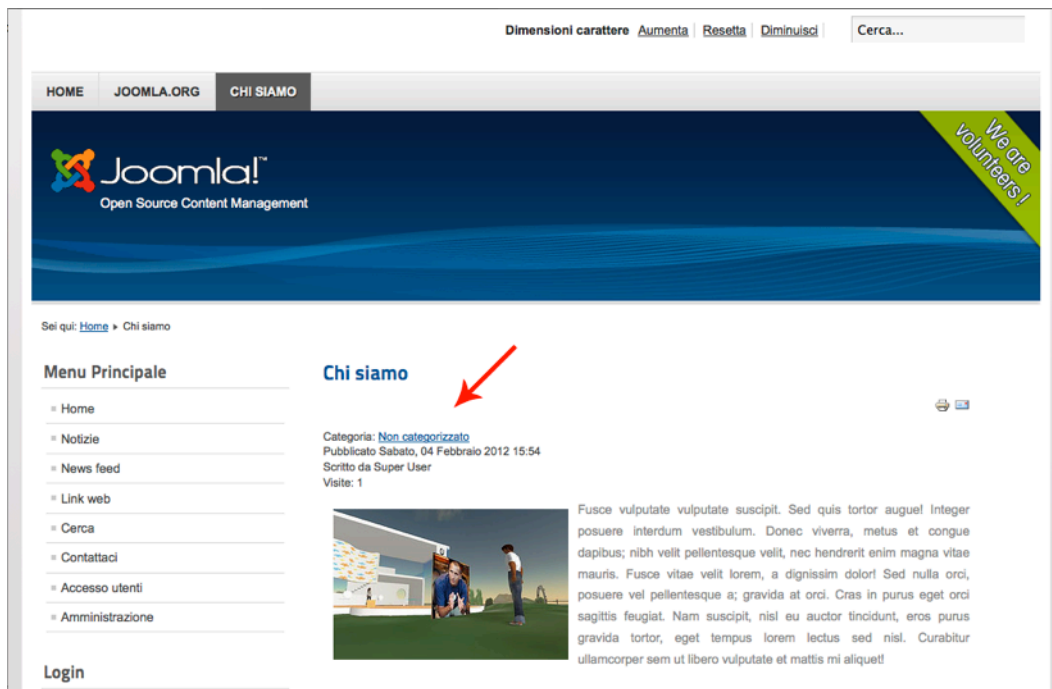 Dimensioni carattere Aumenta Resetta Diminuisci Cerca...
HOME JOOMLA.ORG CHI SIAMO
We are
volunteers!
Joomla!™
Open Source Content Management
Sei qui: Home ▸ Chi siamo
Menu Principale
Home
Notizie
News feed
Link web
Cerca
Contattaci
Accesso utenti
Amministrazione
Login
Chi siamo
Categoria: Non categorizzato
Pubblicato Sabato, 04 Febbraio 2012 15:54
Scritto da Super User
Visite: 1
Fusce vulputate vulputate suscipit. Sed quis tortor augue! Integer
posuere interdum vestibulum. Donec viverra, metus et congue
dapibus; nibh velit pellentesque velit, nec hendrerit enim magna vitae
mauris. Fusce vitae velit lorem, a dignissim dolor! Sed nulla orci,
posuere vel pellentesque a; gravida at orci. Cras in purus eget orci
sagittis feugiat. Nam suscipit, nisl eu auctor tincidunt, eros purus
gravida tortor, eget tempus lorem lectus sed nisl. Curabitur
ullamcorper sem ut libero vulputate et mattis mi aliquet!